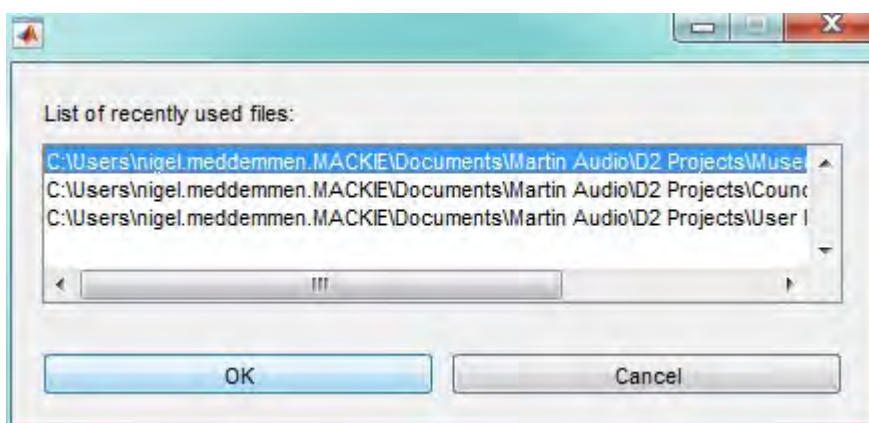 List of recently used files:
C:\Users\nigel.meddemmen.MACKIE\Documents\Martin Audio\D2 Projects\Muse
C:\Users\nigel.meddemmen.MACKIE\Documents\Martin Audio\D2 Projects\Counc
C:\Users\nigel.meddemmen.MACKIE\Documents\Martin Audio\D2 Projects\User
OK
Cancel